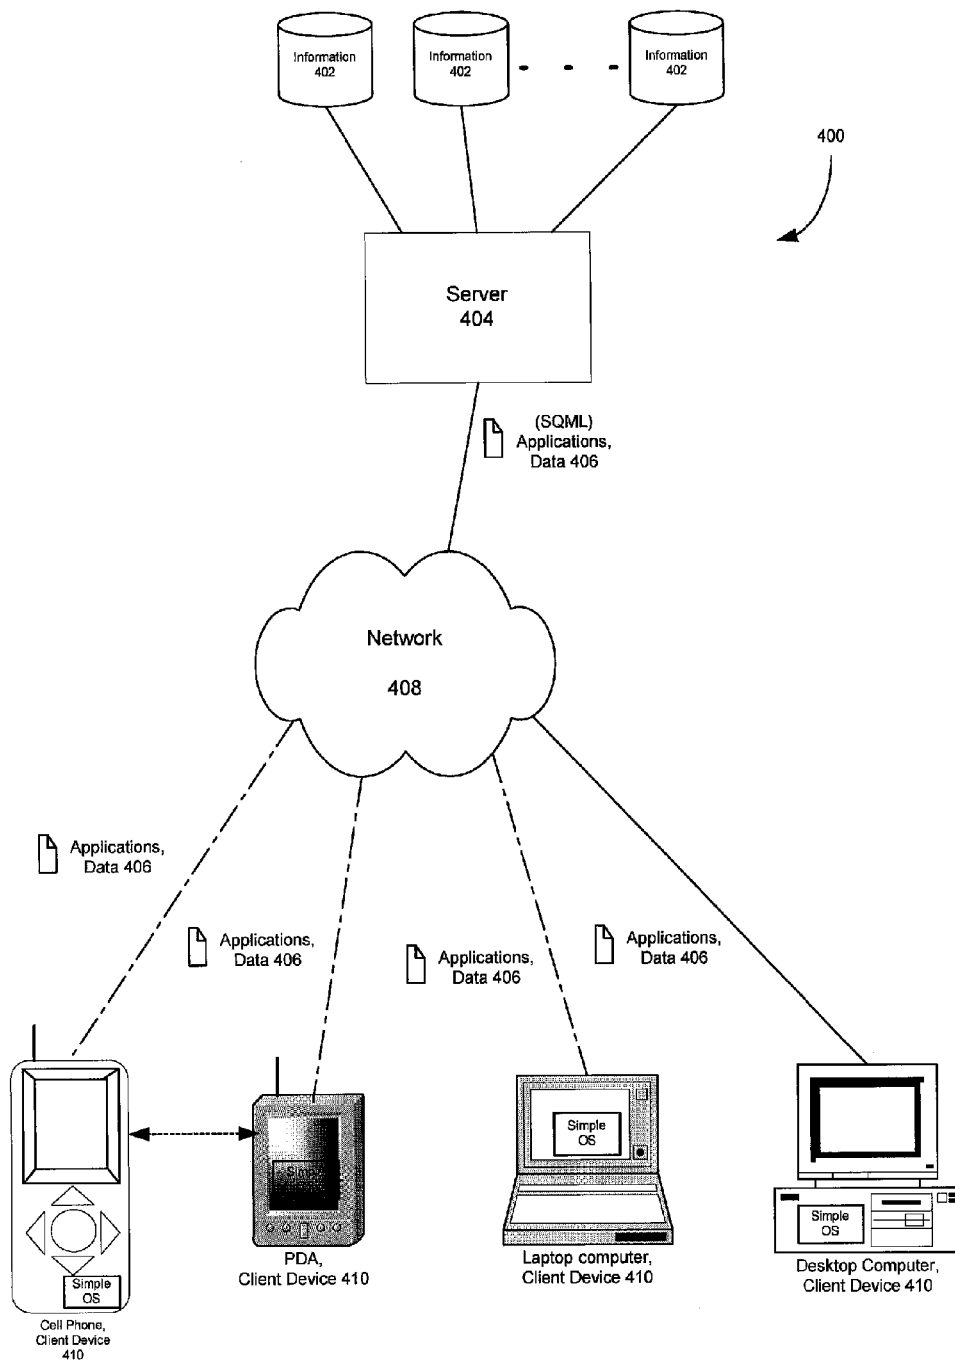 Information
402
Information
402
Information
402
400
Server
404
(SQML)
Applications,
Data 406
Network
408
Applications,
Data 406
Applications,
Data 406
Applications,
Data 406
Applications,
Data 406
Simple
OS
Simple
OS
Simple
OS
Simple
PDA,
Client Device 410
Laptop computer,
Client Device 410
Desktop Computer,
Client Device 410
Cell Phone,
Client Device
410